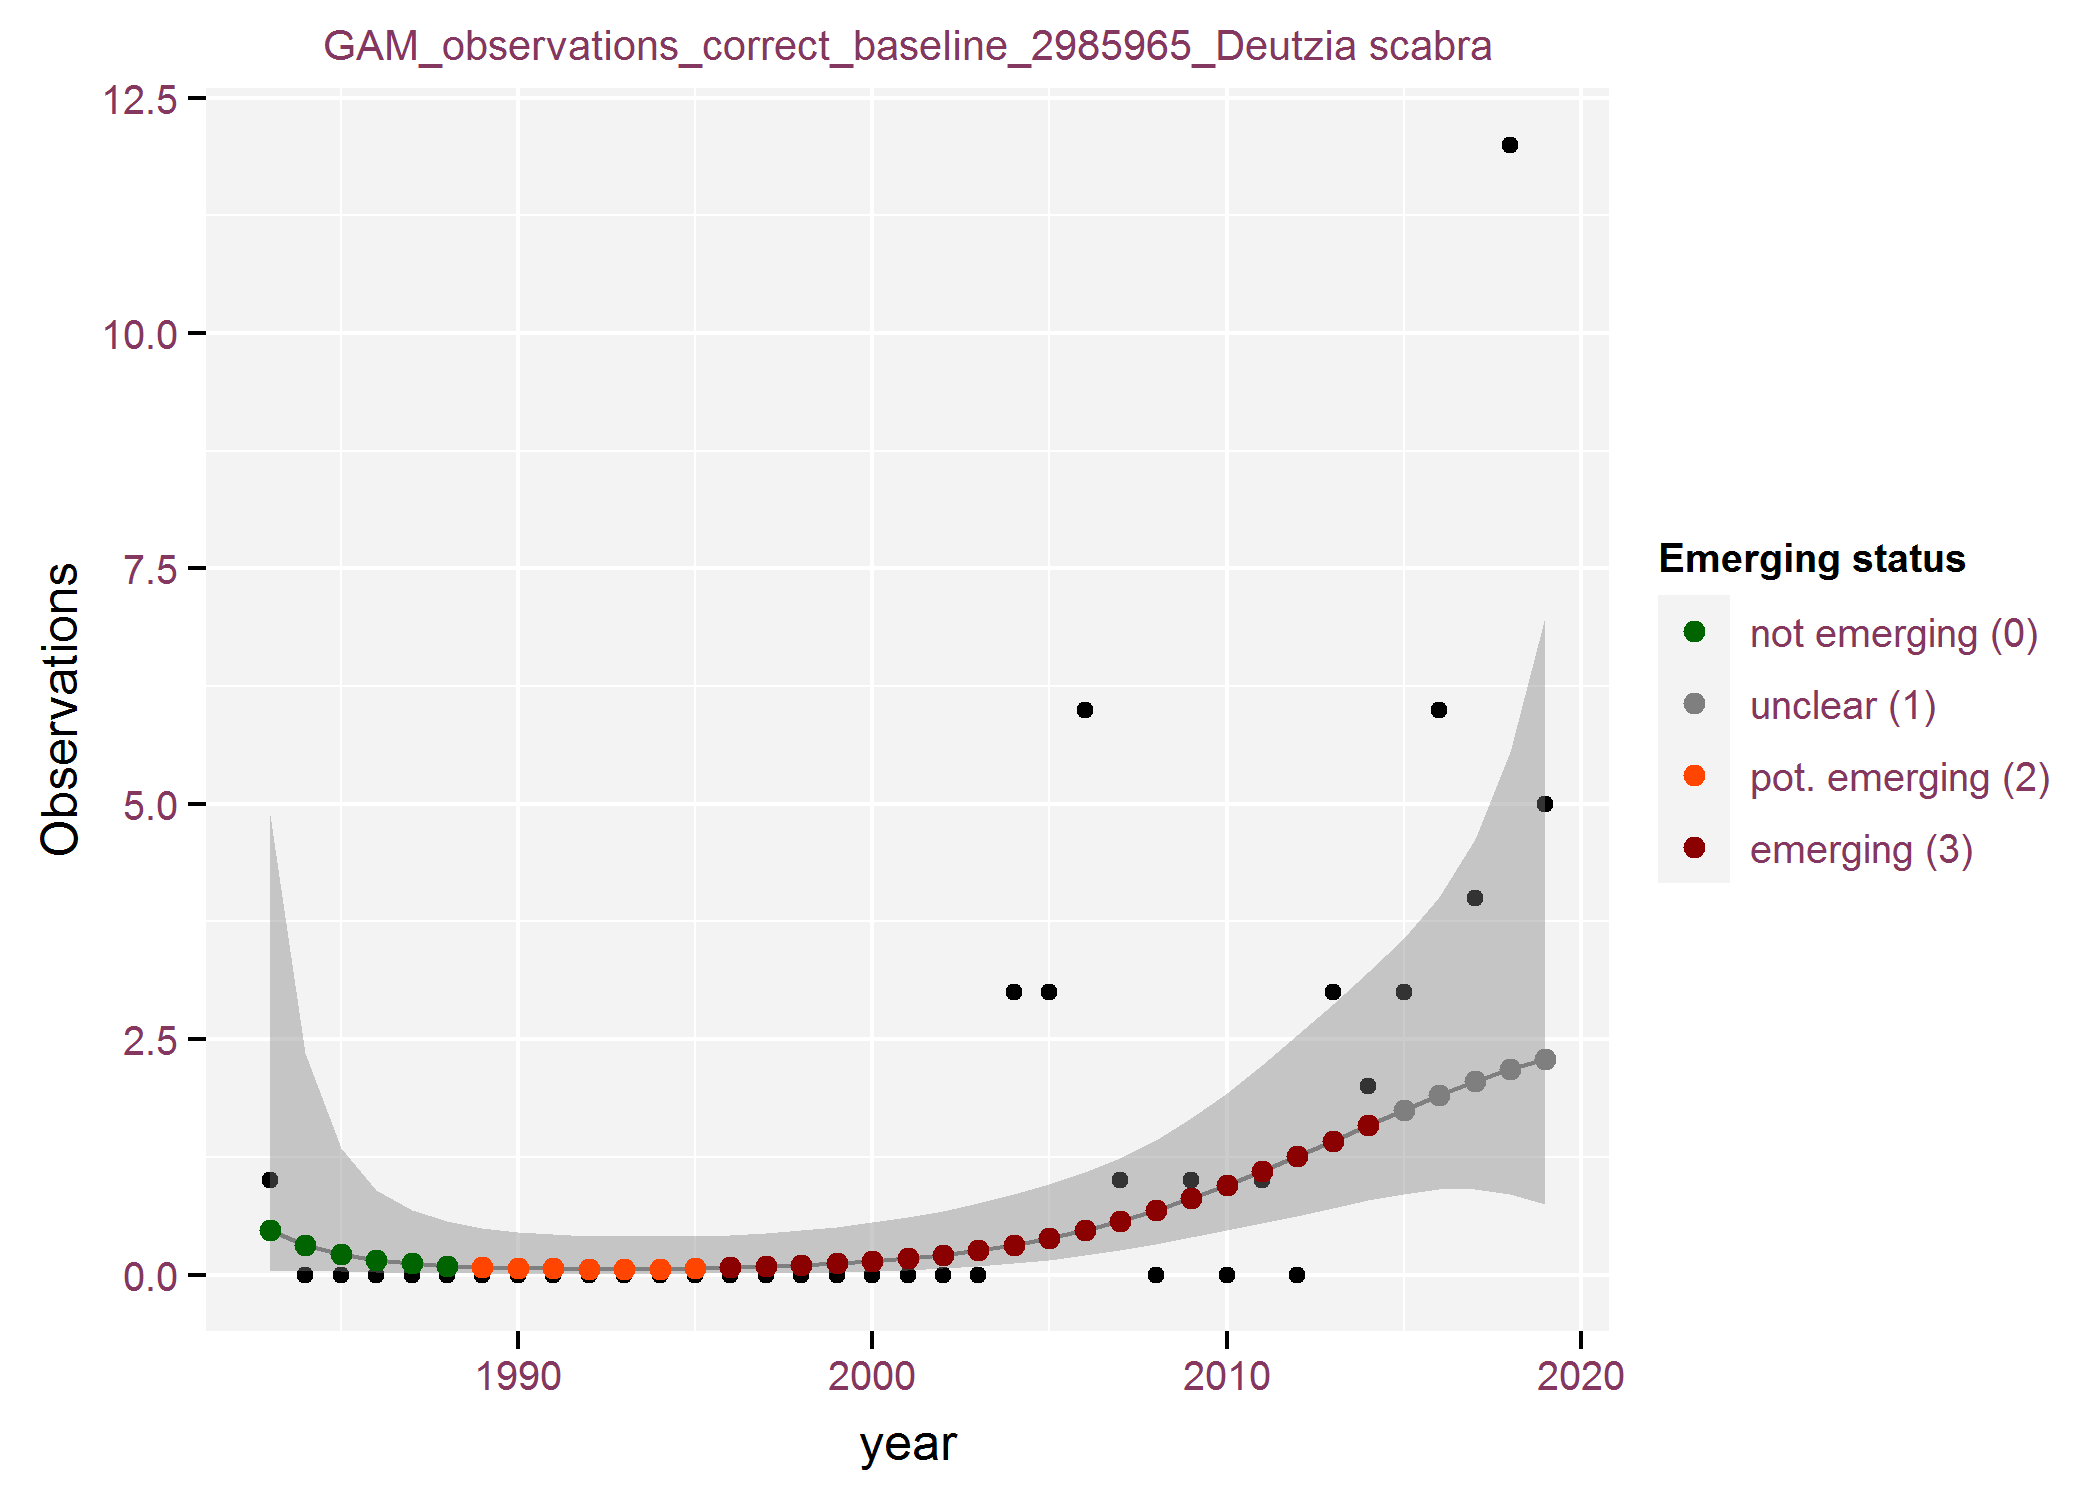 GAM_observations_correct_baseline_2985965_Deutzia scabra
12.5
10.0
7.5
5.0
2.5
0.0
Observations
1990
2000
2010
2020
year
Emerging status
not emerging (0)
unclear (1)
pot. emerging (2)
emerging (3)